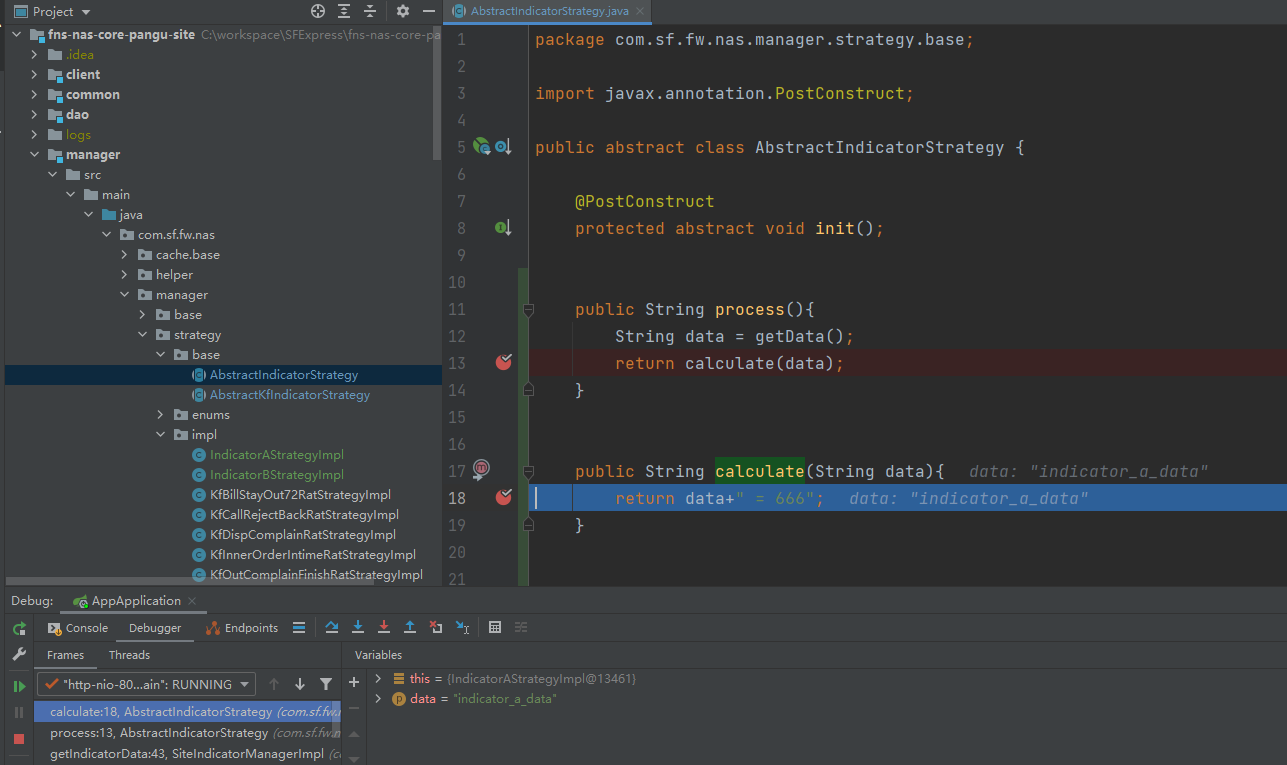 Project
AbstractIndicatorStrategy.java
fns-nas-core-pangu-site C:\workspace\SFExpress\fns-nas-core-pa
.idea
client
common
dao
logs
manager
src
main
java
com.sf.fw.nas
cache.base
helper
manager
base
strategy
base
AbstractIndicatorStrategy
AbstractKfIndicatorStrategy
enums
impl
IndicatorAStrategyImpl
IndicatorBStrategyImpl
KfBillStayOut72RatStrategyImpl
KfCallRejectBackRatStrategyImpl
KfDispComplainRatStrategyImpl
KfInnerOrderIntimeRatStrategyImpl
KfOutComplainFinishRatStrategyImpl
1 package com.sf.fw.nas.manager.strategy.base;
2
3 import javax.annotation.PostConstruct;
4
5 public abstract class AbstractIndicatorStrategy {
6
7 @PostConstruct
8 protected abstract void init();
9
10
11 public String process(){
12 String data = getData();
13 return calculate(data);
14 }
15
16
17 public String calculate(String data){ data: "indicator_a_data"
18 return data+" = 666"; data: "indicator_a_data"
19 }
20
21
Debug: AppApplication
Console Debugger Endpoints
Frames Threads Variables
"http-nio-80...ain": RUNNING
calculate:18, AbstractIndicatorStrategy (com.sf.fw.n
process:13, AbstractIndicatorStrategy (com.sf.fw.n
getIndicatorData:43, SiteIndicatorManagerImpl (c
this = {IndicatorAStrategyImpl@13461}
data = "indicator_a_data"